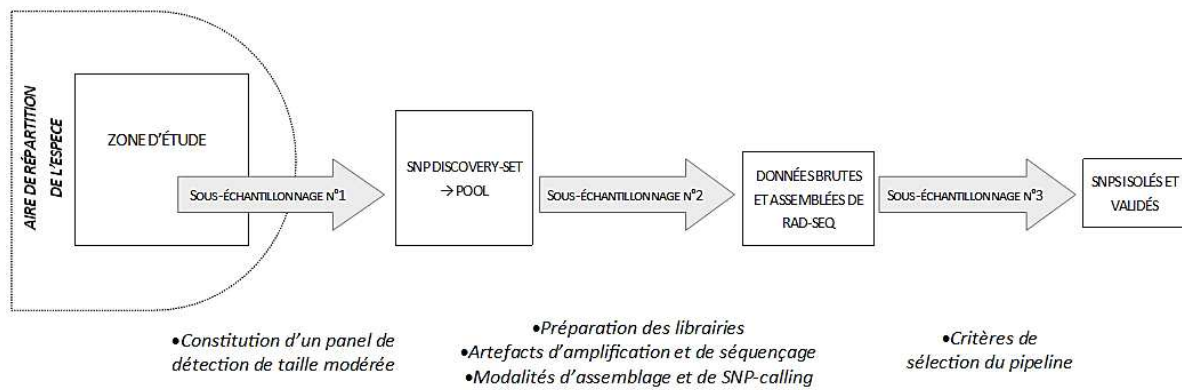 AIRE DE RÉPARTITION
DE L'ESPECE
ZONE D'ÉTUDE
SOUS-ÉCHANTILLONNAGE N°1
SNP DISCOVERY-SET
→ POOL
SOUS-ÉCHANTILLONNAGE N°2
DONNÉES BRUTES
ET ASSEMBLÉES DE
RAD-SEQ
SOUS-ÉCHANTILLONNAGE N°3
SNPS ISOLÉS ET
VALIDÉS
•Constitution d'un panel de
détection de taille modérée
•Préparation des librairies
•Artefacts d'amplification et de séquençage
•Modalités d'assemblage et de SNP-calling
•Critères de
sélection du pipeline